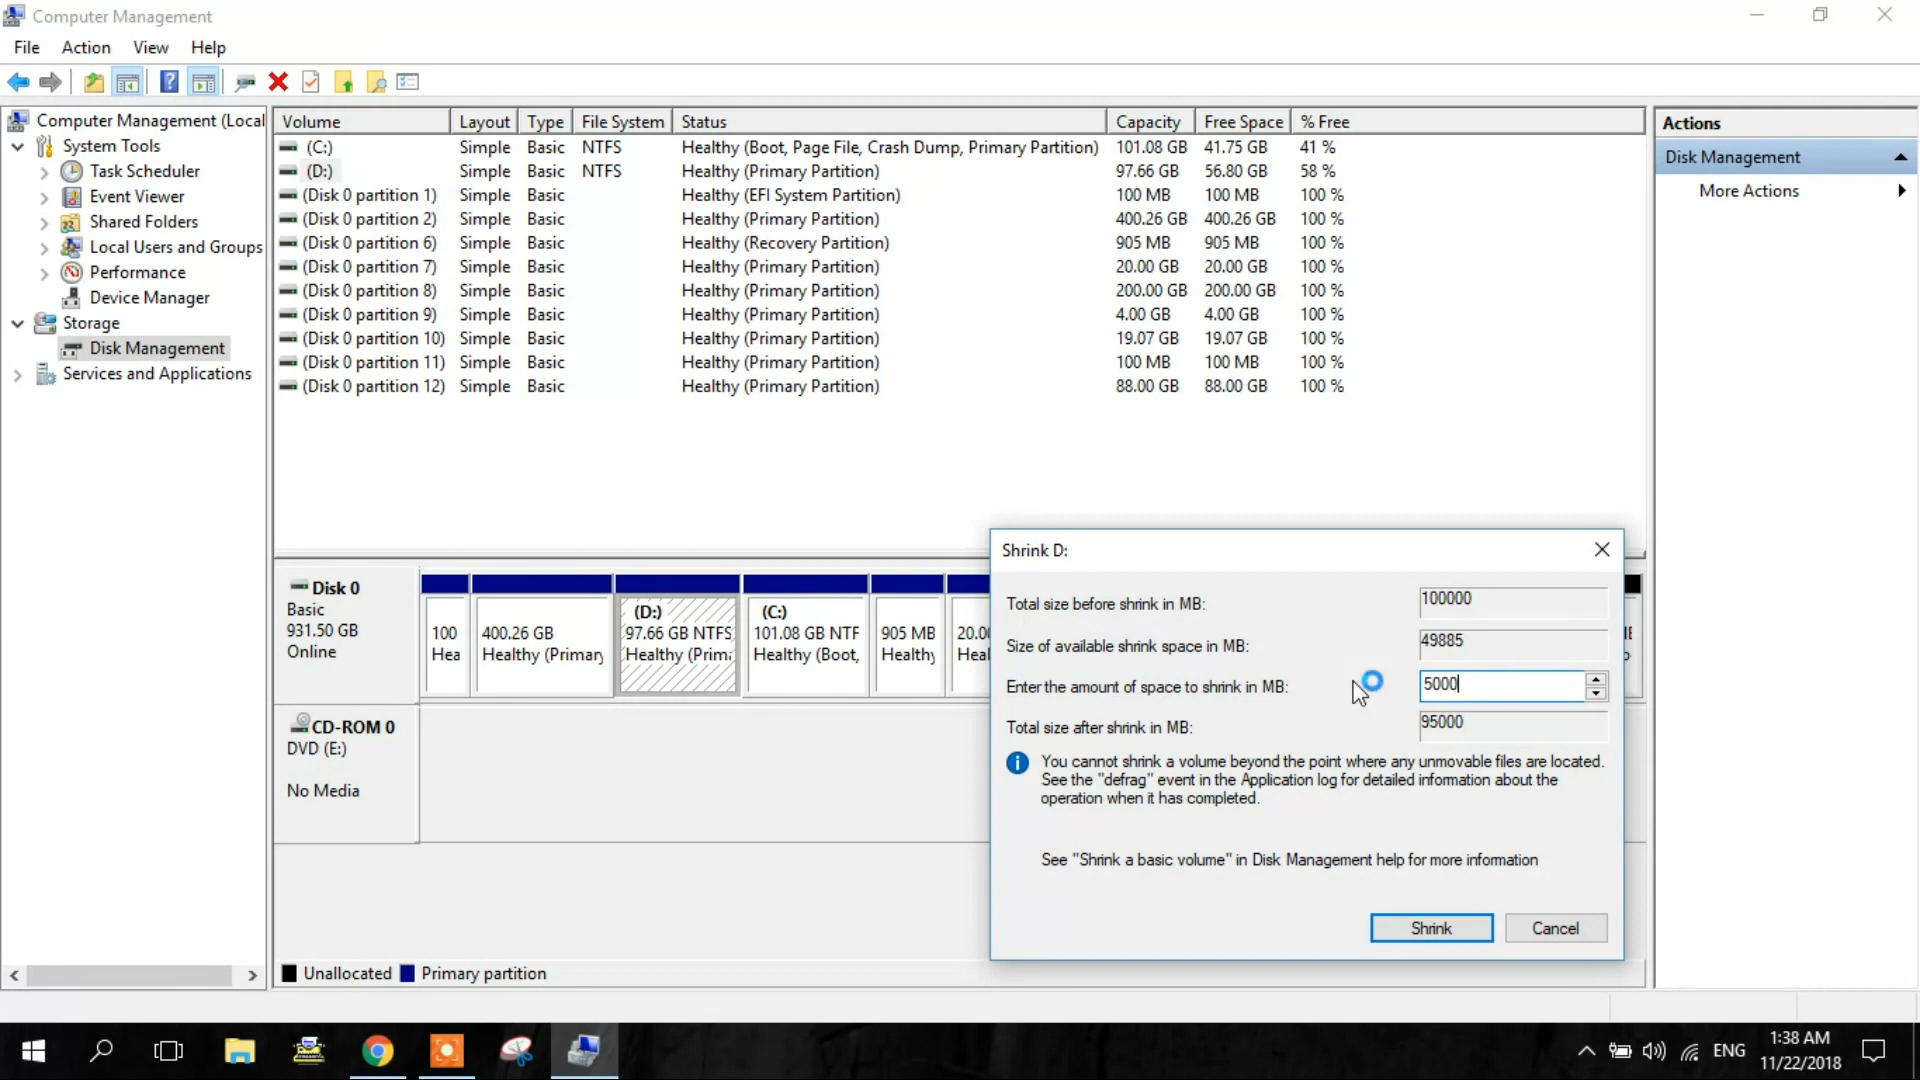 Computer Management
File Action View Help
Computer Management (Local
System Tools
Task Scheduler
Event Viewer
Shared Folders
Local Users and Groups
Performance
Device Manager
Storage
Disk Management
Services and Applications
Volume Layout Type File System Status Capacity Free Space % Free
(C:) Simple Basic NTFS Healthy (Boot, Page File, Crash Dump, Primary Partition) 101.08 GB 41.75 GB 41 %
(D:) Simple Basic NTFS Healthy (Primary Partition) 97.66 GB 56.80 GB 58 %
(Disk 0 partition 1) Simple Basic Healthy (EFI System Partition) 100 MB 100 MB 100 %
(Disk 0 partition 2) Simple Basic Healthy (Primary Partition) 400.26 GB 400.26 GB 100 %
(Disk 0 partition 6) Simple Basic Healthy (Recovery Partition) 905 MB 905 MB 100 %
(Disk 0 partition 7) Simple Basic Healthy (Primary Partition) 20.00 GB 20.00 GB 100 %
(Disk 0 partition 8) Simple Basic Healthy (Primary Partition) 200.00 GB 200.00 GB 100 %
(Disk 0 partition 9) Simple Basic Healthy (Primary Partition) 4.00 GB 4.00 GB 100 %
(Disk 0 partition 10) Simple Basic Healthy (Primary Partition) 19.07 GB 19.07 GB 100 %
(Disk 0 partition 11) Simple Basic Healthy (Primary Partition) 100 MB 100 MB 100 %
(Disk 0 partition 12) Simple Basic Healthy (Primary Partition) 88.00 GB 88.00 GB 100 %
Actions
Disk Management
More Actions
Disk 0
Basic
931.50 GB
Online
100
Hea
400.26 GB
Healthy (Primary
(D:)
97.66 GB NTFS
Healthy (Prima
(C:)
101.08 GB NTF
Healthy (Boot,
905 MB
Healthy
20.0
Heal
CD-ROM 0
DVD (E:)
No Media
Unallocated Primary partition
Shrink D:
Total size before shrink in MB: 100000
Size of available shrink space in MB: 49885
Enter the amount of space to shrink in MB: 5000
Total size after shrink in MB: 95000
You cannot shrink a volume beyond the point where any unmovable files are located.
See the "defrag" event in the Application log for detailed information about the
operation when it has completed.
See "Shrink a basic volume" in Disk Management help for more information
Shrink Cancel
ENG
1:38 AM
11/22/2018